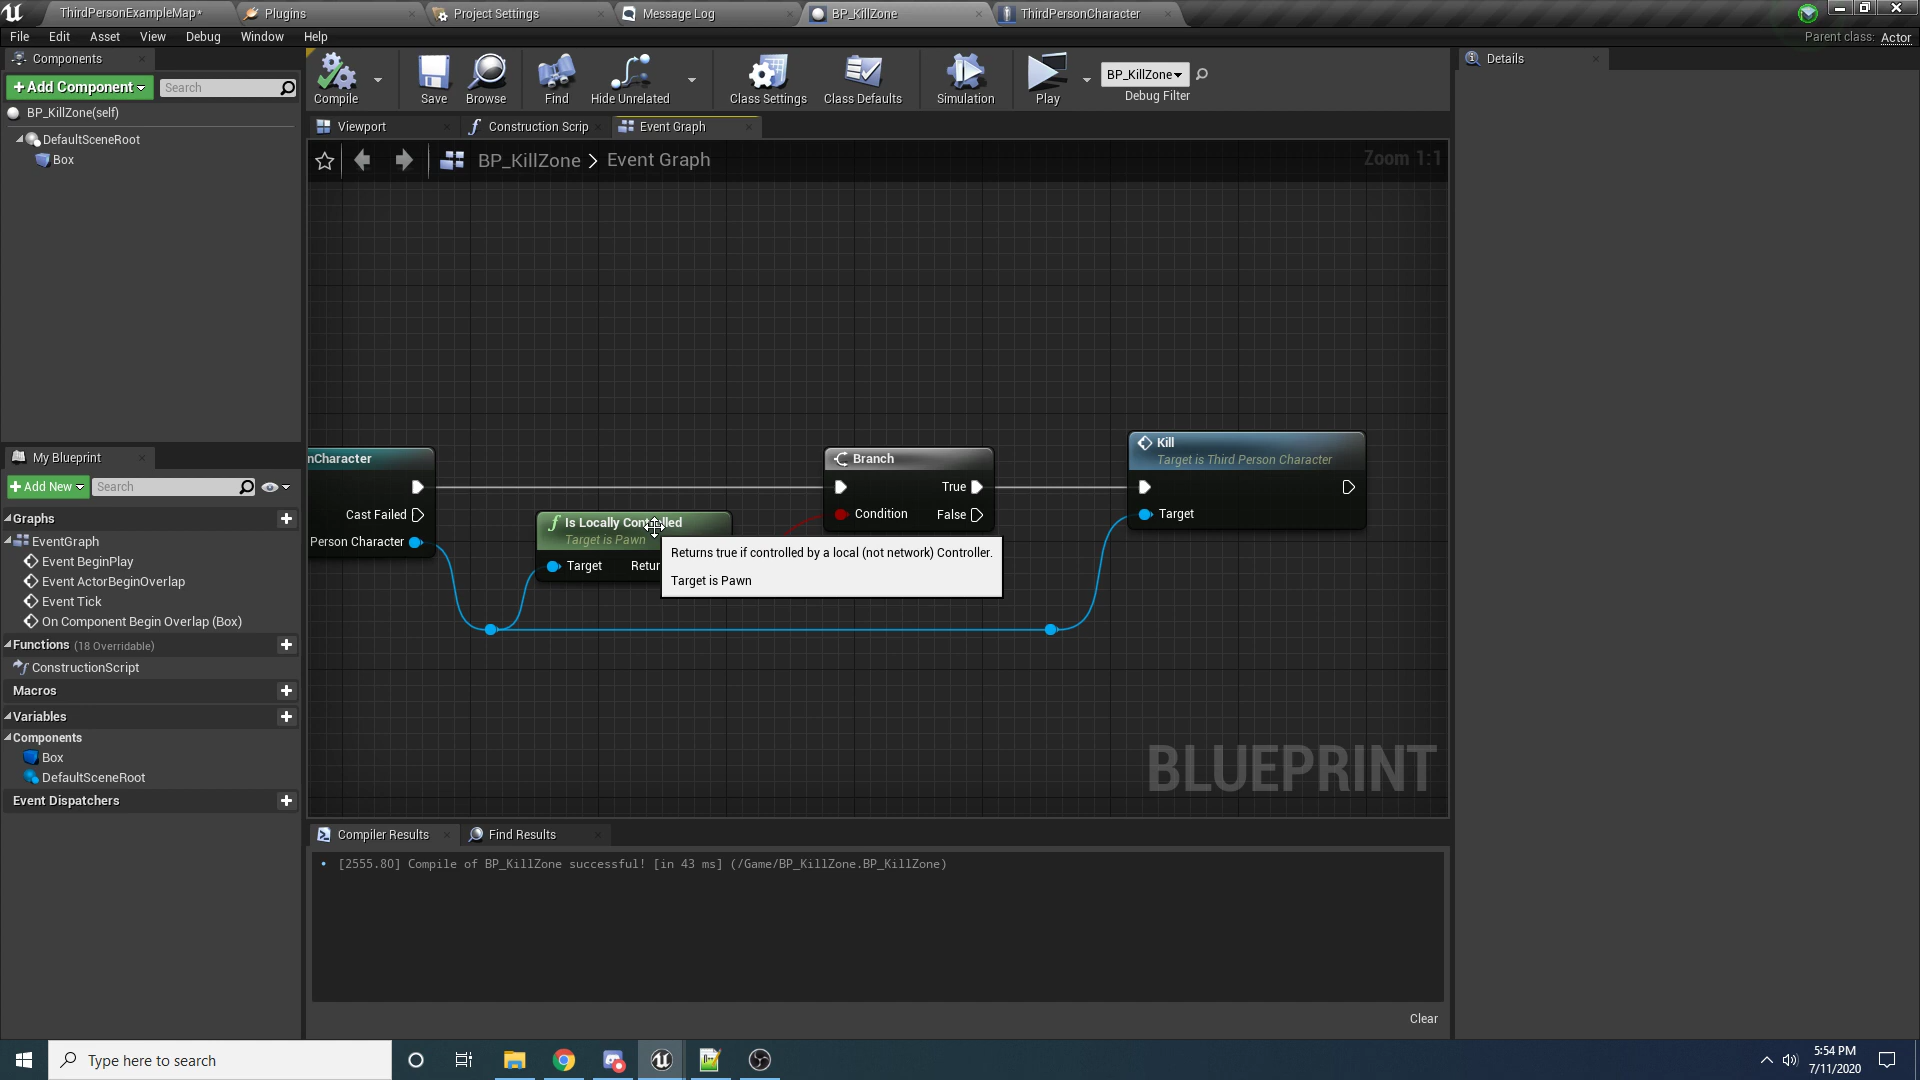 ThirdPersonExampleMap*
Plugins
Project Settings
Message Log
BP_KillZone
ThirdPersonCharacter
File Edit Asset View Debug Window Help
Parent class: Actor
Components
+Add Component
Search
BP_KillZone(self)
DefaultSceneRoot
Box
Compile
Save
Browse
Find
Hide Unrelated
Class Settings
Class Defaults
Simulation
Play
BP_KillZone
Debug Filter
Details
Viewport
Construction Scrip
Event Graph
BP_KillZone > Event Graph
Zoom 1:1
nCharacter
Cast Failed
Person Character
Is Locally Controlled
Target is Pawn
Target
Retur
Returns true if controlled by a local (not network) Controller.
Target is Pawn
Branch
True
Condition
False
Kill
Target is Third Person Character
Target
BLUEPRINT
My Blueprint
+Add New
Search
Graphs
EventGraph
Event BeginPlay
Event ActorBeginOverlap
Event Tick
On Component Begin Overlap (Box)
Functions (18 Overridable)
ConstructionScript
Macros
Variables
Components
Box
DefaultSceneRoot
Event Dispatchers
Compiler Results
Find Results
[2555.80] Compile of BP_KillZone successful! [in 43 ms] (/Game/BP_KillZone.BP_KillZone)
Clear
Type here to search
5:54 PM
7/11/2020